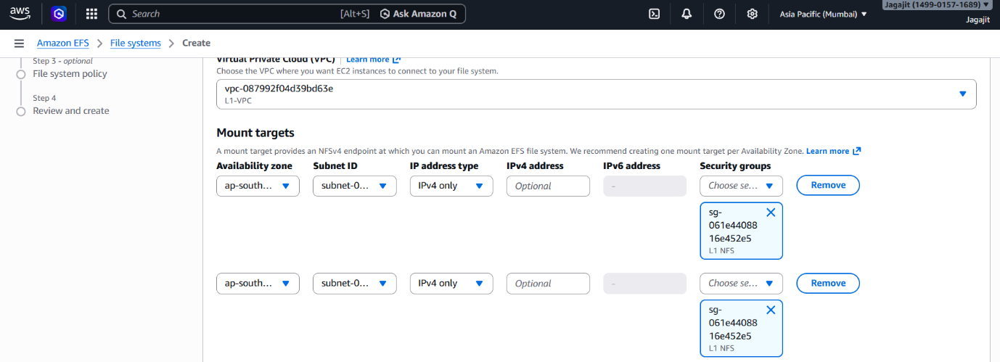 aws
Search [Alt+S] Ask Amazon Q
Asia Pacific (Mumbai)
Jagajit (1499-0157-1689)
Jagajit
Amazon EFS > File systems > Create
Step 3 - optional
File system policy
Step 4
Review and create
Virtual Private Cloud (VPC) | Learn more
Choose the VPC where you want EC2 instances to connect to your file system.
vpc-087992f04d39bd63e
L1-VPC
Mount targets
A mount target provides an NFSv4 endpoint at which you can mount an Amazon EFS file system. We recommend creating one mount target per Availability Zone. Learn more
Availability zone Subnet ID IP address type IPv4 address IPv6 address Security groups
ap-south... subnet-0... IPv4 only Optional - Choose se... Remove
sg-
061e44088
16e452e5
L1 NFS
ap-south... subnet-0... IPv4 only Optional - Choose se... Remove
sg-
061e44088
16e452e5
L1 NFS